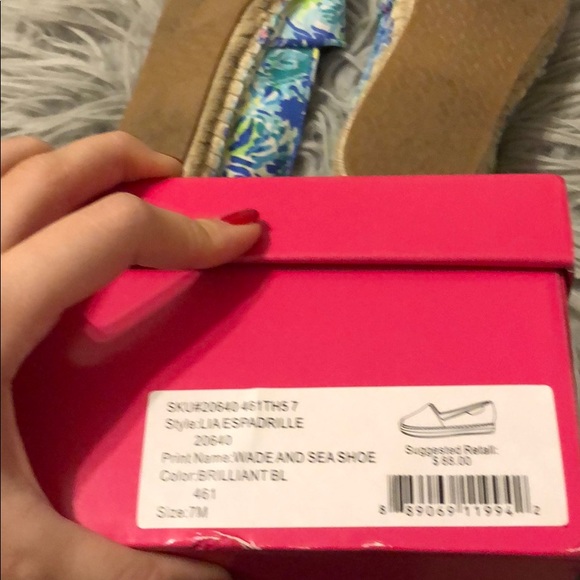 SKU#20640 461TH5 7
Style:LIA ESPADRILLE
20640
Print Name:WADE AND SEA SHOE
Color:BRILLIANT BL
461
Size:7M
Suggested Retail:
$ 68.00
8 89069 11994 2